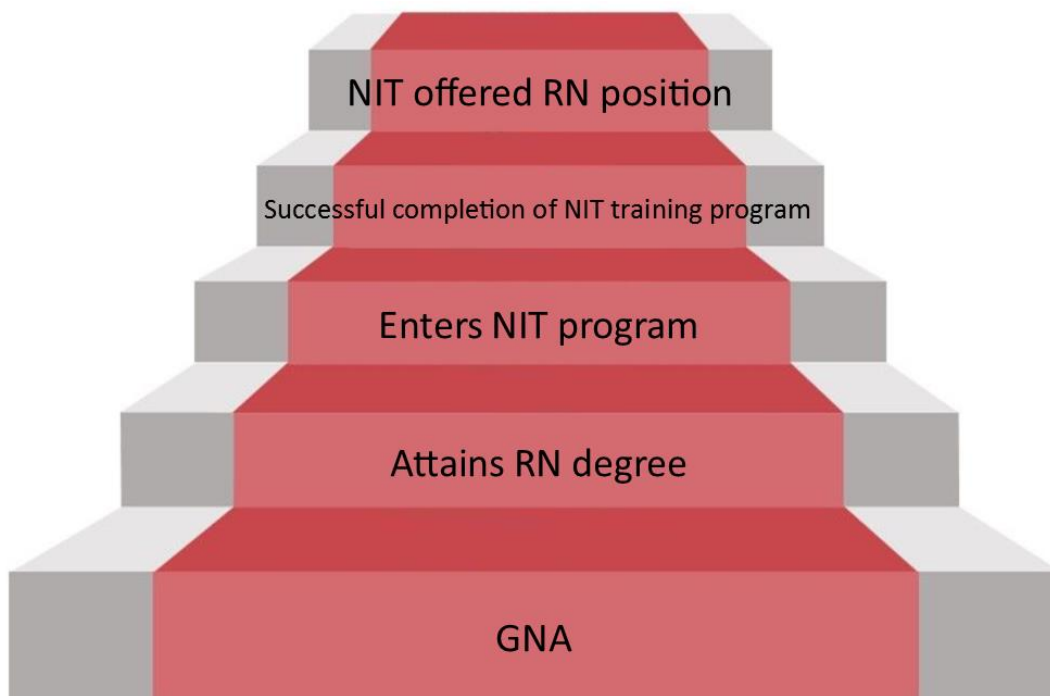 NIT offered RN position
Successful completion of NIT training program
Enters NIT program
Attains RN degree
GNA